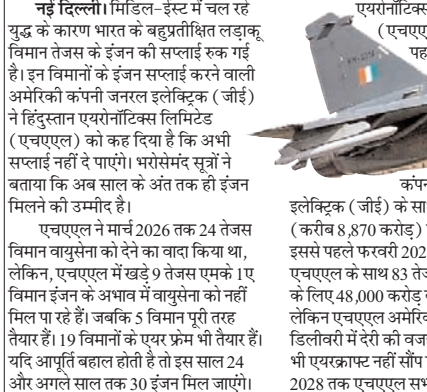 नई दिल्ली। मिडिल-ईस्ट में चल रहे
युद्ध के कारण भारत के बहुप्रतीक्षित लड़ाकू
विमान तेजस के इंजन की सप्लाई रुक गई
है। इन विमानों के इंजन सप्लाई करने वाली
अमेरिकी कंपनी जनरल इलेक्ट्रिक (जीई)
ने हिंदुस्तान एयरोनॉटिक्स लिमिटेड
(एचएएल) को कह दिया है कि अभी
सप्लाई नहीं दे पाएंगे। भरोसेमंद सूत्रों ने
बताया कि अब साल के अंत तक ही इंजन
मिलने की उम्मीद है।
एचएएल ने मार्च 2026 तक 24 तेजस
विमान वायुसेना को देने का वादा किया था,
लेकिन, एचएएल में खड़े 9 तेजस एमके 1ए
विमान इंजन के अभाव में वायुसेना को नहीं
मिल पा रहे हैं। जबकि 5 विमान पूरी तरह
तैयार हैं। 19 विमानों के एयर फ्रेम भी तैयार हैं।
यदि आपूर्ति बहाल होती है तो इस साल 24
और अगले साल तक 30 इंजन मिल जाएंगे।
एयरोनॉटिक्स
(एचएए
पह
कंपन
इलेक्ट्रिक (जीई) के सा
(करीब 8,870 करोड़)
इससे पहले फरवरी 202
एचएएल के साथ 83 तेज
के लिए 48,000 करोड़
लेकिन एचएएल अमेरिक
डिलीवरी में देरी की वज
भी एयरक्राफ्ट नहीं सौंप
2028 तक एचएएल सभ